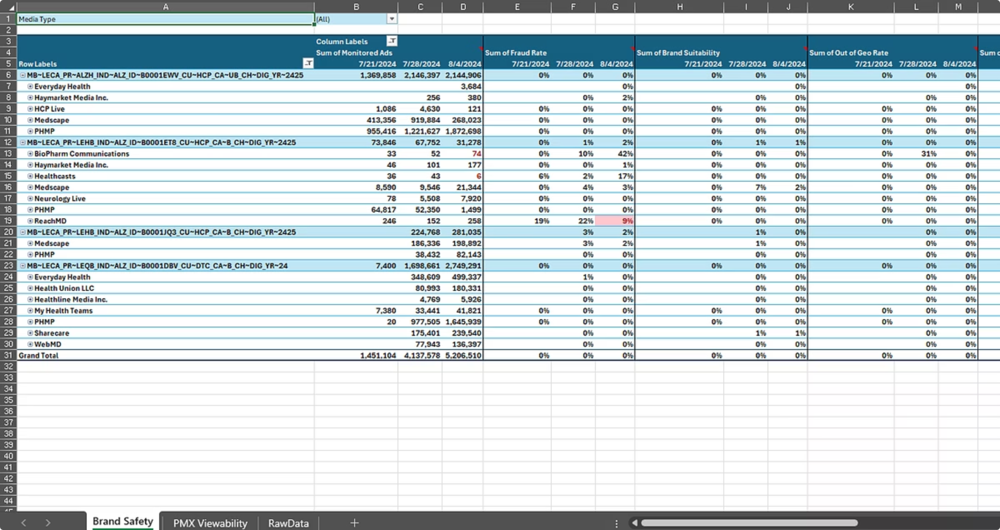 A B C D E F G H I J K L M
1 Media Type (All)
2
3 Column Labels
4 Sum of Monitored Ads Sum of Fraud Rate Sum of Brand Suitability Sum of Out of Geo Rate Sum
5 Row Labels 7/21/2024 7/28/2024 8/4/2024 7/21/2024 7/28/2024 8/4/2024 7/21/2024 7/28/2024 8/4/2024 7/21/2024 7/28/2024 8/4/2024
6 MB~LECA_PR~ALZH_IND~ALZ_ID~B0001EWV_CU~HCP_CA~UB_CH~DIG_YR~2425 1,369,858 2,146,397 2,144,906 0% 0% 0% 0% 0% 0% 0% 0% 0%
7 Everyday Health 3,684 0% 0% 0%
8 Haymarket Media Inc. 256 380 0% 2% 0% 0% 0% 0%
9 HCP Live 1,086 4,630 121 0% 0% 0% 0% 0% 0% 0% 0% 0%
10 Medscape 413,356 919,884 268,023 0% 0% 0% 0% 0% 0% 0% 0% 0%
11 PHMP 955,416 1,221,627 1,872,698 0% 0% 0% 0% 0% 0% 0% 0% 0%
12 MB~LECA_PR~LEHB_IND~ALZ_ID~B0001ET8_CU~HCP_CA~B_CH~DIG_YR~2425 73,846 67,752 31,278 0% 1% 2% 0% 1% 1% 0% 0% 0%
13 BioPharm Communications 33 52 74 0% 10% 42% 0% 0% 0% 0% 31% 0%
14 Haymarket Media Inc. 46 101 177 0% 0% 1% 0% 0% 0% 0% 0% 0%
15 Healthcasts 36 43 6 6% 2% 17% 0% 0% 0% 0% 0% 0%
16 Medscape 8,590 9,546 21,344 0% 4% 3% 0% 7% 2% 0% 0% 0%
17 Neurology Live 78 5,508 7,920 0% 0% 0% 0% 0% 0% 0% 0% 0%
18 PHMP 64,817 52,350 1,499 0% 0% 0% 0% 0% 0% 0% 0% 0%
19 ReachMD 246 152 258 19% 22% 9% 0% 0% 0% 0% 0% 0%
20 MB~LECA_PR~LEHB_IND~ALZ_ID~B0001JQ3_CU~HCP_CA~B_CH~DIG_YR~2425 224,768 281,035 3% 2% 1% 0% 0% 0%
21 Medscape 186,336 198,892 3% 2% 1% 0% 0% 0%
22 PHMP 38,432 82,143 0% 0% 0% 0% 0% 0%
23 MB~LECA_PR~LEQB_IND~ALZ_ID~B0001DBV_CU~DTC_CA~B_CH~DIG_YR~24 7,400 1,698,661 2,749,291 0% 0% 0% 0% 0% 0% 0% 0% 0%
24 Everyday Health 348,609 499,337 1% 0% 0% 0% 0% 0%
25 Health Union LLC 80,993 180,331 0% 0% 0% 0% 0% 0%
26 Healthline Media Inc. 4,769 5,926 0% 0% 0% 0% 0% 0%
27 My Health Teams 7,380 33,441 41,821 0% 0% 0% 0% 0% 0% 0% 0% 0%
28 PHMP 20 977,505 1,645,939 0% 0% 0% 0% 0% 0% 0% 0% 0%
29 Sharecare 175,401 239,540 0% 0% 1% 1% 0% 0%
30 WebMD 77,943 136,397 0% 0% 0% 0% 0% 0%
31 Grand Total 1,451,104 4,137,578 5,206,510 0% 0% 0% 0% 0% 0% 0% 0% 0%
32
33
34
35
36
37
38
39
40
41
42
43
44
Brand Safety PMX Viewability RawData